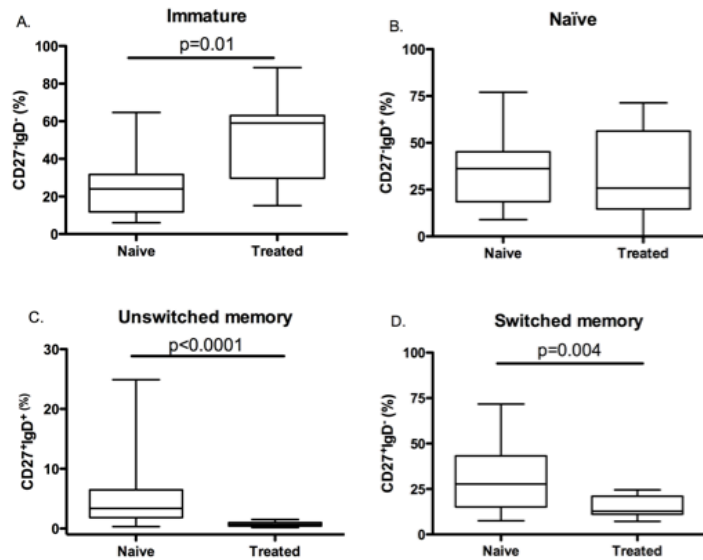 A.
Immature
p=0.01
100
80
60
40
20
0
CD27⁻IgD⁻ (%)
Naive
Treated
B.
Naïve
100
75
50
25
0
CD27⁻IgD⁺ (%)
Naive
Treated
C.
Unswitched memory
p<0.0001
30
20
10
0
CD27⁺IgD⁺ (%)
Naive
Treated
D.
Switched memory
p=0.004
100
75
50
25
0
CD27⁺IgD⁻ (%)
Naive
Treated